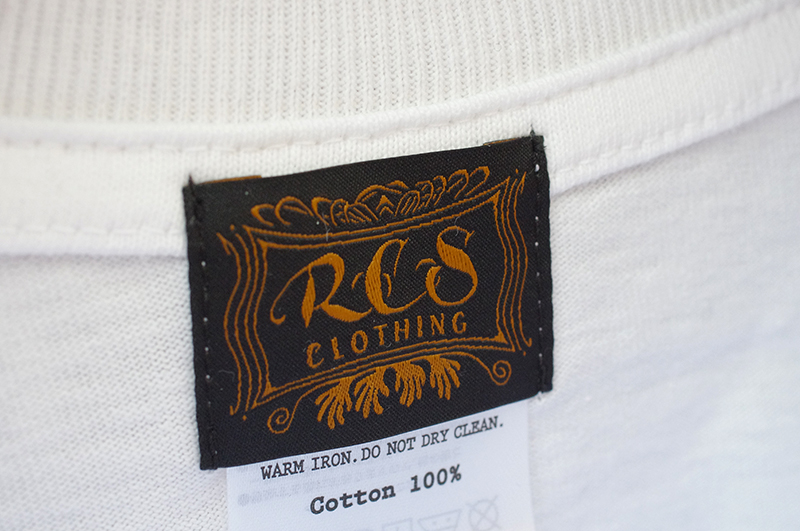 RCS
CLOTHING
WARM IRON. DO NOT DRY CLEAN.
Cotton 100%